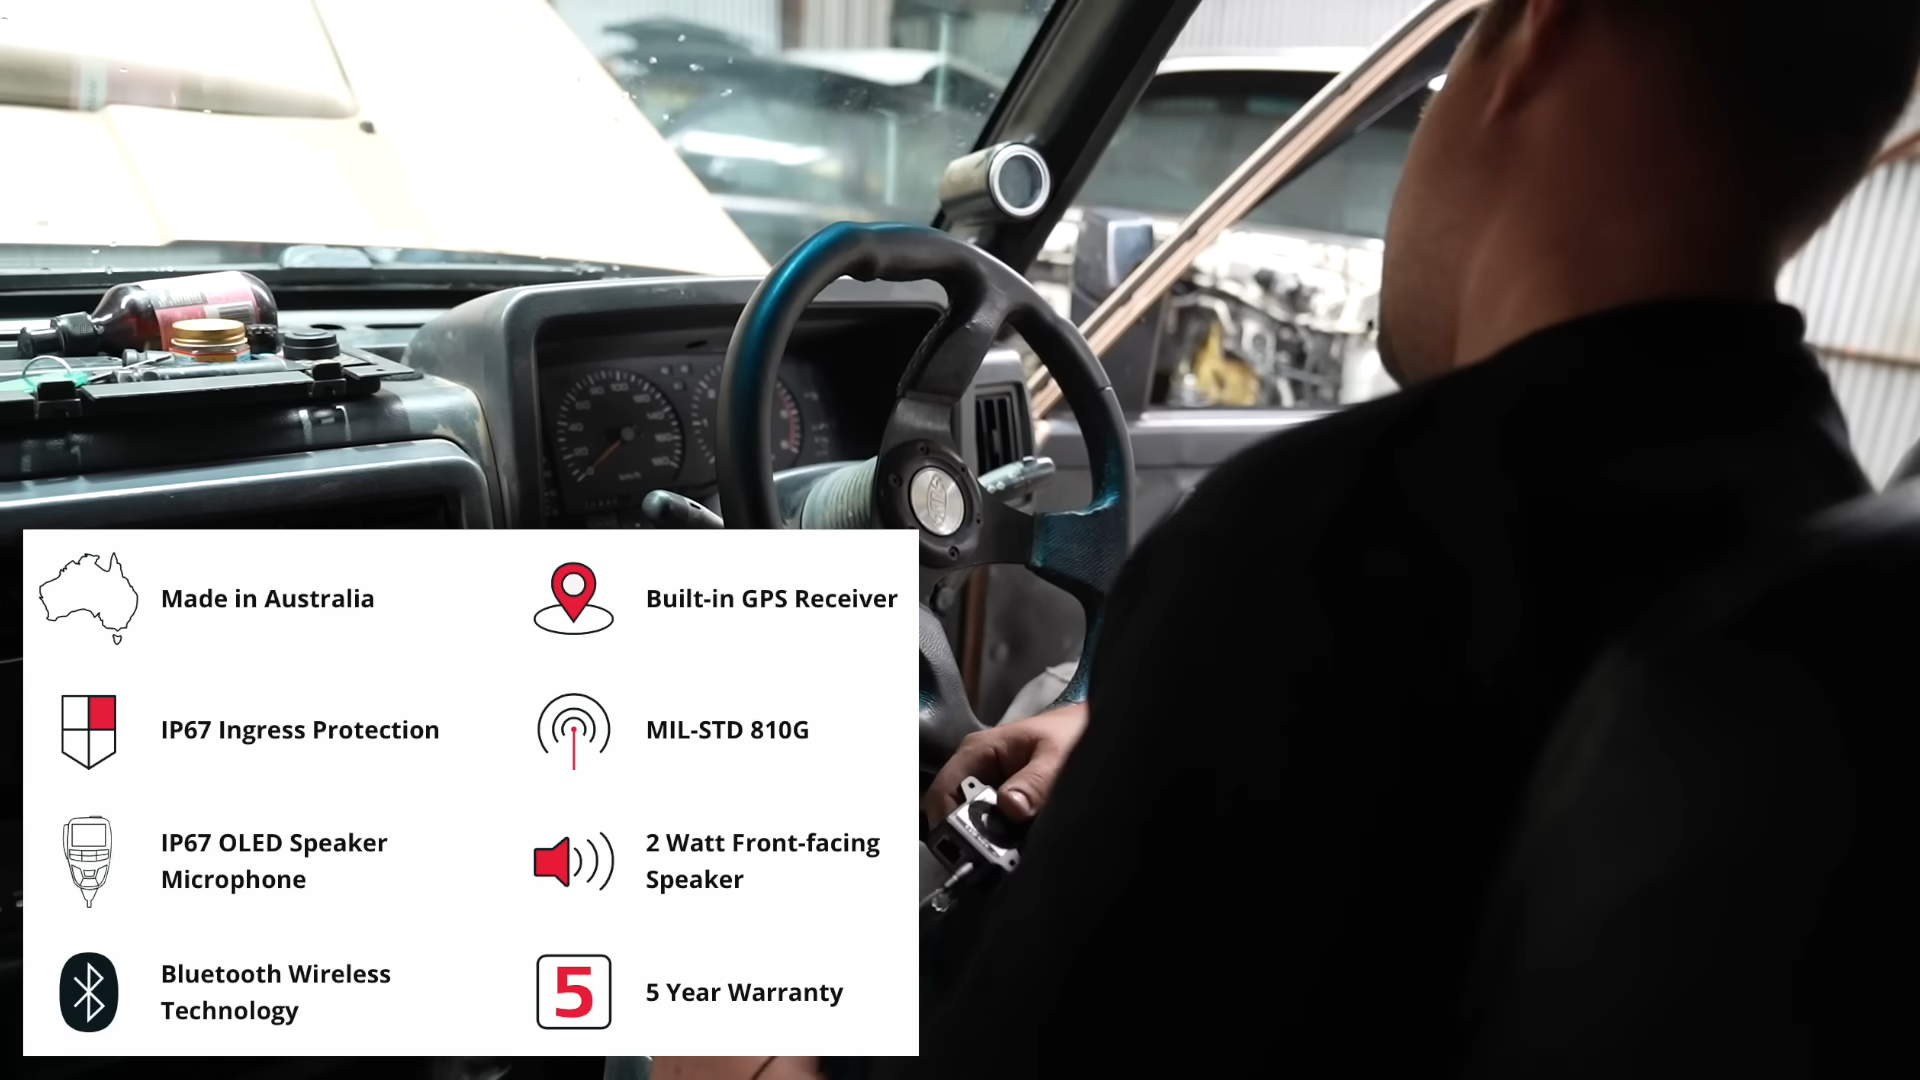 Made in Australia
Built-in GPS Receiver
IP67 Ingress Protection
MIL-STD 810G
IP67 OLED Speaker
Microphone
2 Watt Front-facing
Speaker
Bluetooth Wireless
Technology
5
5 Year Warranty